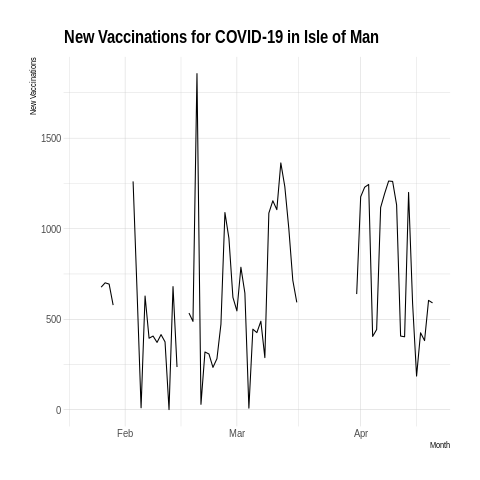 New Vaccinations for COVID-19 in Isle of Man
New Vaccinations
1500
1000
500
0
Feb Mar Apr
Month